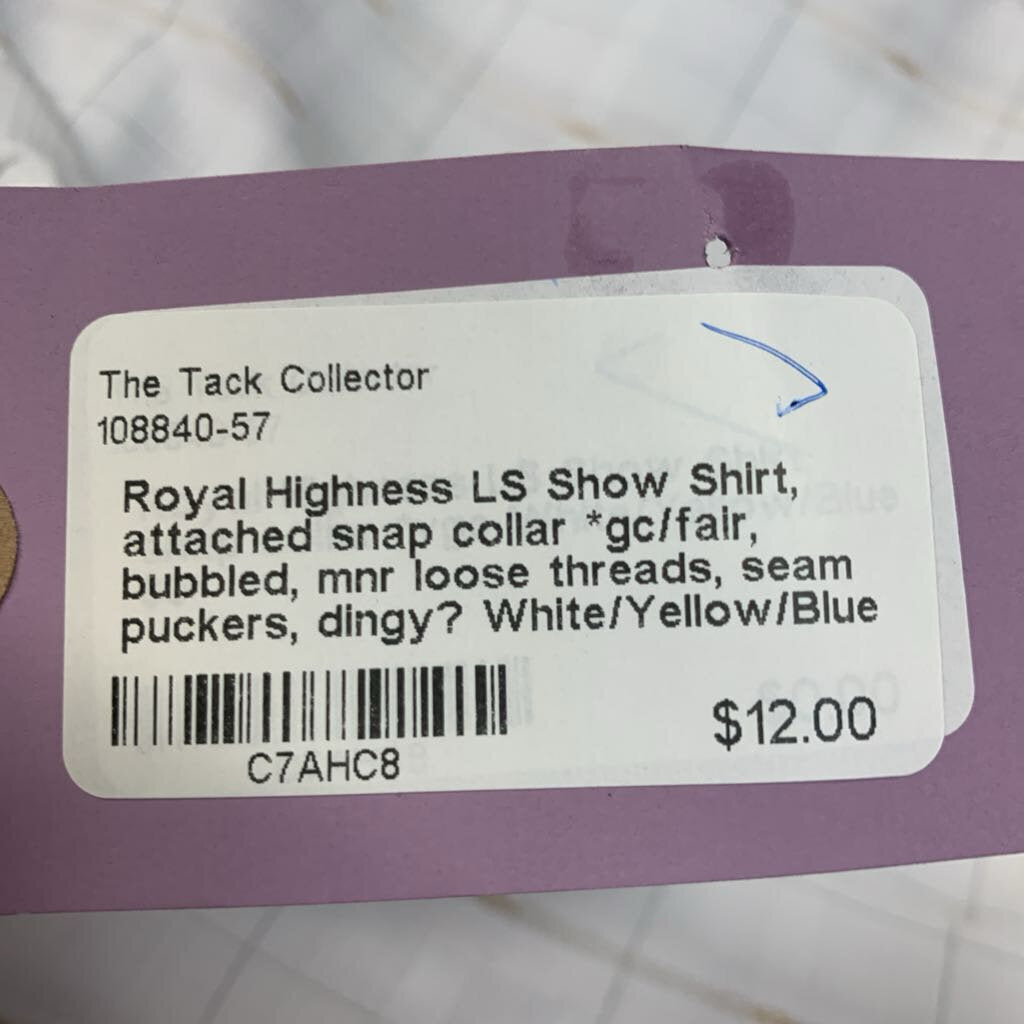 The Tack Collector
108840-57
Royal Highness LS Show Shirt,
attached snap collar *gc/fair,
bubbled, mnr loose threads, seam
puckers, dingy? White/Yellow/Blue
C7AHC8
$12.00